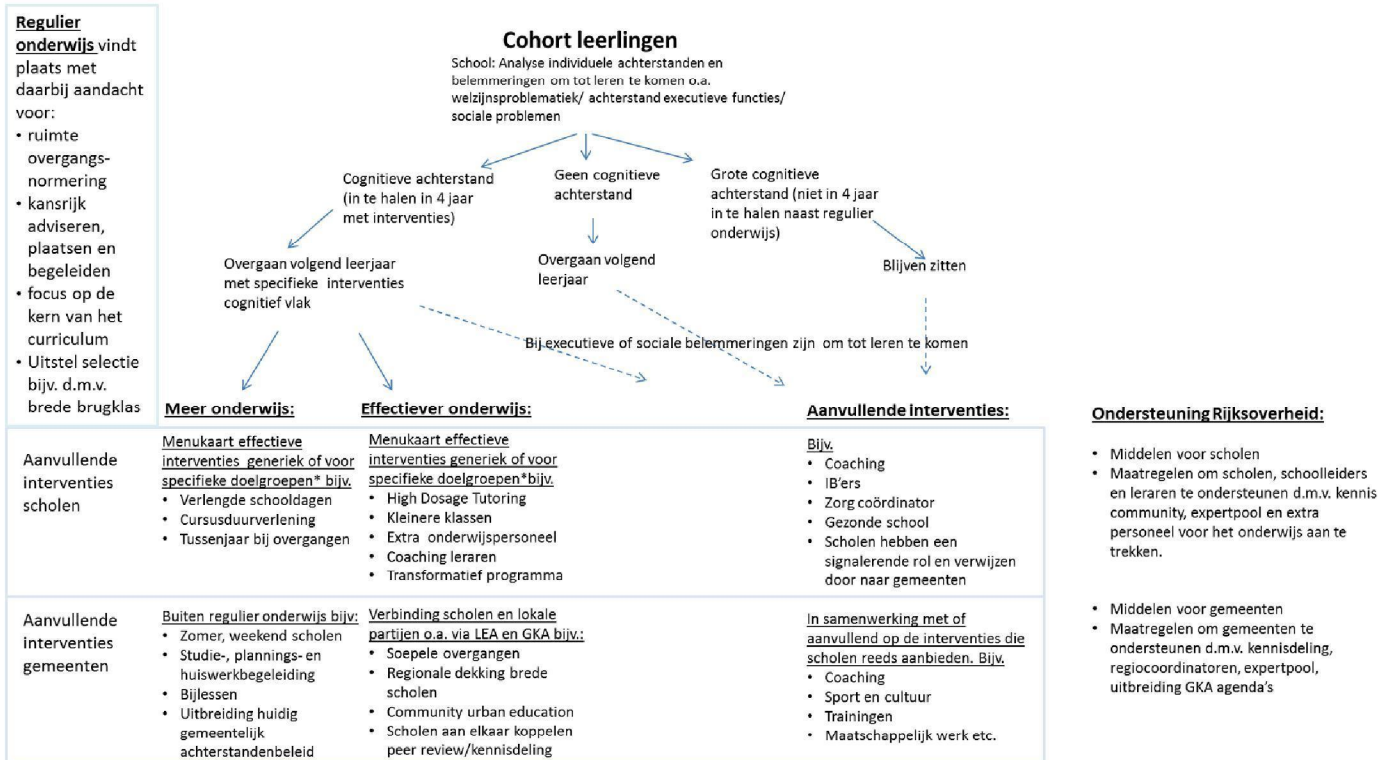 Regulier
onderwijs vindt
plaats met
daarbij aandacht
voor:
• ruimte
overgangs-
normering
• kansrijk
adviseren,
plaatsen en
begeleiden
• focus op de
kern van het
curriculum
• Uitstel selectie
bijv. d.m.v.
brede brugklas
Cohort leerlingen
School: Analyse individuele achterstanden en
belemmeringen om tot leren te komen o.a.
welzijnsproblematiek/ achterstand executieve functies/
sociale problemen
Cognitieve achterstand
(in te halen in 4 jaar
met interventies)
Geen cognitieve
achterstand
Grote cognitieve
achterstand (niet in 4 jaar
in te halen naast regulier
onderwijs)
Overgaan volgend leerjaar
met specifieke interventies
cognitief vlak
Overgaan volgend
leerjaar
Blijven zitten
Bij executieve of sociale belemmeringen zijn om tot leren te komen
Meer onderwijs:
Effectiever onderwijs:
Aanvullende interventies:
Ondersteuning Rijksoverheid:
Aanvullende
interventies
scholen
Menukaart effectieve
interventies generiek of voor
specifieke doelgroepen* bijv.
• Verlengde schooldagen
• Cursusduurverlening
• Tussenjaar bij overgangen
Menukaart effectieve
interventies generiek of voor
specifieke doelgroepen*bijv.
• High Dosage Tutoring
• Kleinere klassen
• Extra onderwijspersoneel
• Coaching leraren
• Transformatief programma
Bijv.
• Coaching
• IB'ers
• Zorg coördinator
• Gezonde school
• Scholen hebben een
signalerende rol en verwijzen
door naar gemeenten
• Middelen voor scholen
• Maatregelen om scholen, schoolleiders
en leraren te ondersteunen d.m.v. kennis
community, expertpool en extra
personeel voor het onderwijs aan te
trekken.
Aanvullende
interventies
gemeenten
Buiten regulier onderwijs bijv:
• Zomer, weekend scholen
• Studie-, plannings- en
huiswerkbegeleiding
• Bijlessen
• Uitbreiding huidig
gemeentelijk
achterstandenbeleid
Verbinding scholen en lokale
partijen o.a. via LEA en GKA bijv.:
• Soepele overgangen
• Regionale dekking brede
scholen
• Community urban education
• Scholen aan elkaar koppelen
peer review/kennisdeling
In samenwerking met of
aanvullend op de interventies die
scholen reeds aanbieden. Bijv.
• Coaching
• Sport en cultuur
• Trainingen
• Maatschappelijk werk etc.
• Middelen voor gemeenten
• Maatregelen om gemeenten te
ondersteunen d.m.v. kennisdeling,
regiocoordinatoren, expertpool,
uitbreiding GKA agenda's